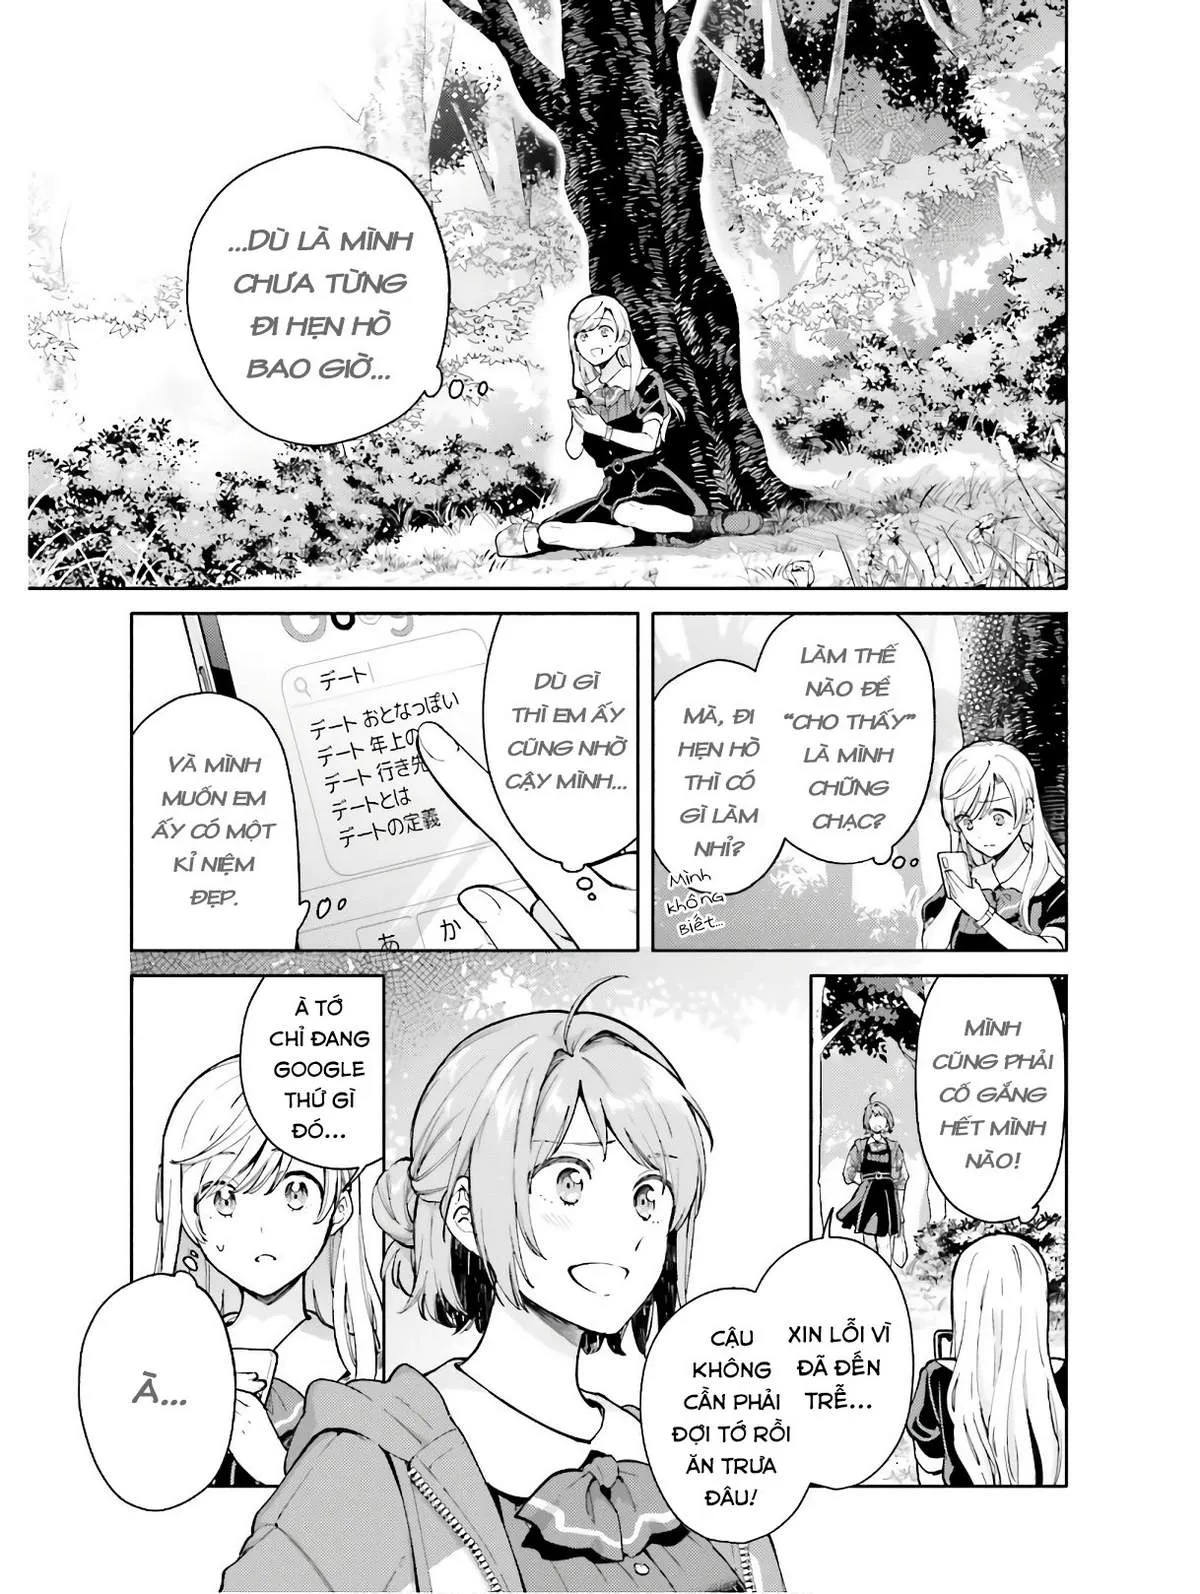 ...DÙ LÀ MÌNH
CHƯA TỪNG
ĐI HẸN HÒ
BAO GIỜ...
LÀM THẾ
NÀO ĐỂ
“CHO THẤY”
LÀ MÌNH
CHỮNG
CHẠC?
MÀ, ĐI
HẸN HÒ
THÌ CÓ
GÌ LÀM
NHỈ?
Mình
không
Biết...
DÙ GÌ
THÌ EM ẤY
CŨNG NHỜ
CẬY MÌNH...
Goog
デート
デート おとなっぽい
デート 年上の
デート 行き先
デートとは
デートの定義
あ
か
VÀ MÌNH
MUỐN EM
ẤY CÓ MỘT
KỈ NIỆM
ĐẸP.
MÌNH
CŨNG PHẢI
CỐ GẮNG
HẾT MÌNH
NÀO!
XIN LỖI VÌ
ĐÃ ĐẾN
TRỄ...
CẬU
KHÔNG
CẦN PHẢI
ĐỢI TỚ RỒI
ĂN TRƯA
ĐÂU!
À TỚ
CHỈ ĐANG
GOOGLE
THỨ GÌ
ĐÓ...
À...